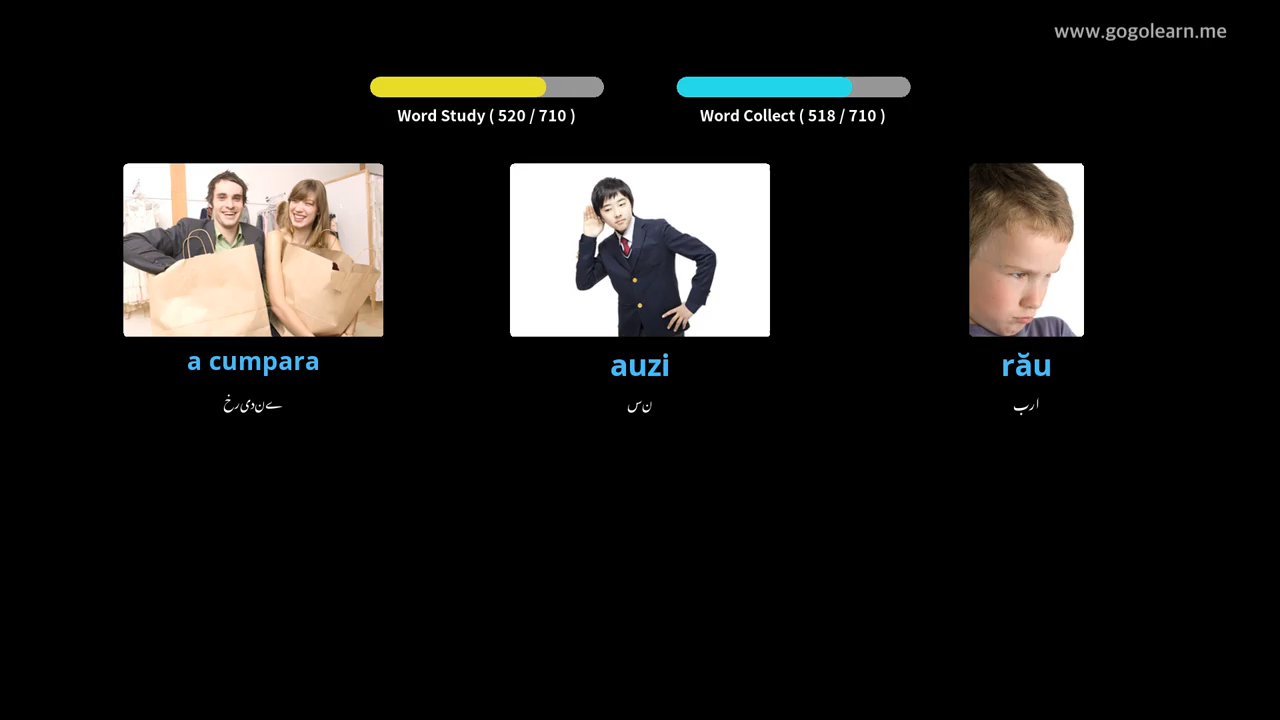 www.gogolearn.me
Word Study ( 520 / 710 )
Word Collect ( 518 / 710 )
a cumpara
auzi
rău
خریدنے
سن
برا